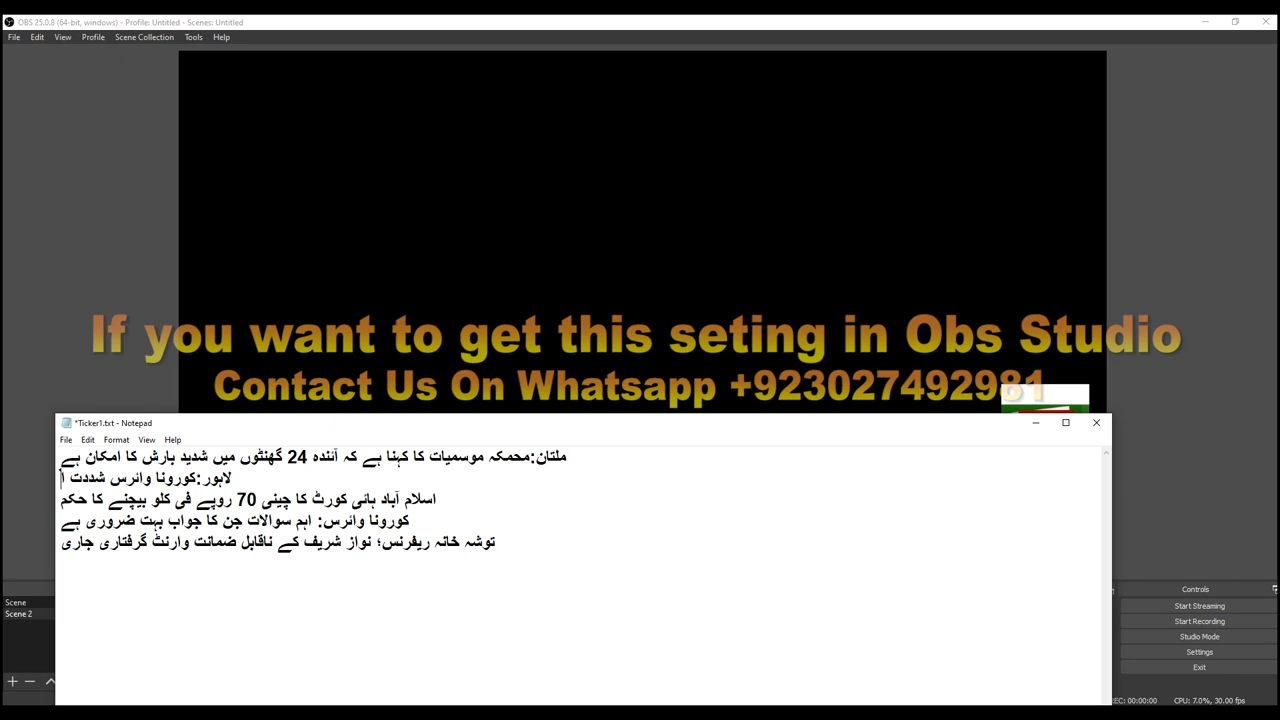 OBS 25.0.8 (64-bit, windows) - Profile: Untitled - Scenes: Untitled
File Edit View Profile Scene Collection Tools Help
If you want to get this seting in Obs Studio
Contact Us On Whatsapp +923027492981
*Ticker1.txt - Notepad
File Edit Format View Help
ملتان:محمکہ موسمیات کا کہنا ہے کہ آئندہ 24 گھنٹوں میں شدید بارش کا امکان ہے
لاہور:کورونا وائرس شددت ا
اسلام آباد ہائی کورٹ کا چینی 70 روپے فی کلو بیچنے کا حکم
کورونا وائرس: اہم سوالات جن کا جواب بہت ضروری ہے
توشہ خانہ ریفرنس؛ نواز شریف کے ناقابل ضمانت وارنٹ گرفتاری جاری
Scene
Scene 2
Controls
Start Streaming
Start Recording
Studio Mode
Settings
Exit
EC: 00:00:00 CPU: 7.0%, 30.00 fps